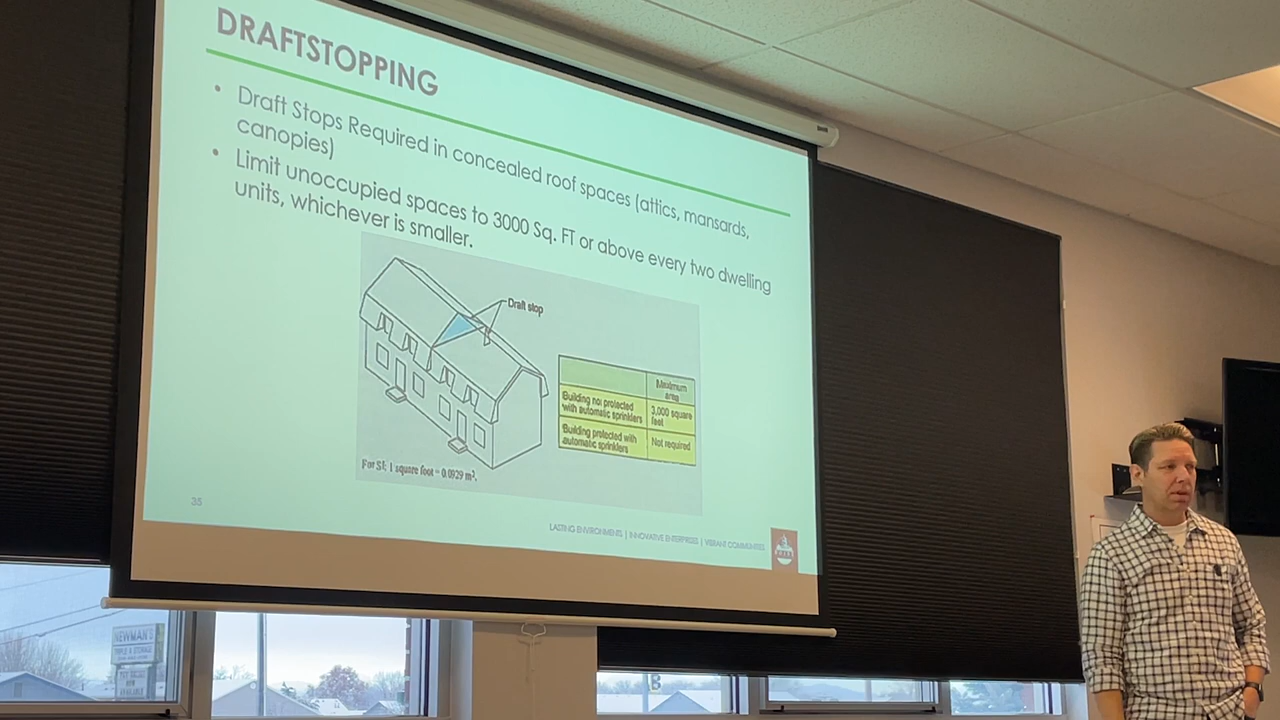 DRAFTSTOPPING
• Draft Stops Required in concealed roof spaces (attics, mansards,
canopies)
• Limit unoccupied spaces to 3000 Sq. FT or above every two dwelling
units, whichever is smaller.
Draft stop
Maximum
area
Building not protected
with automatic sprinklers
3,000 square
feet
Building protected with
automatic sprinklers
Not required
For SI: 1 square foot = 0.0929 m².
35
LASTING ENVIRONMENTS | INNOVATIVE ENTERPRISES | VIBRANT COMMUNITIES
NEWMAN'S
AVAILABLE